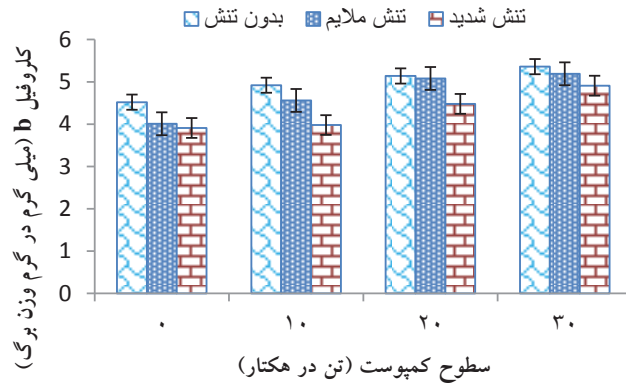 بدون تنش تنش ملایم تنش شدید
کلروفیل b (میلی گرم در گرم وزن برگ)
6
5
4
3
2
1
0
۰ ۱۰ ۲۰ ۳۰
سطوح کمپوست (تن در هکتار)